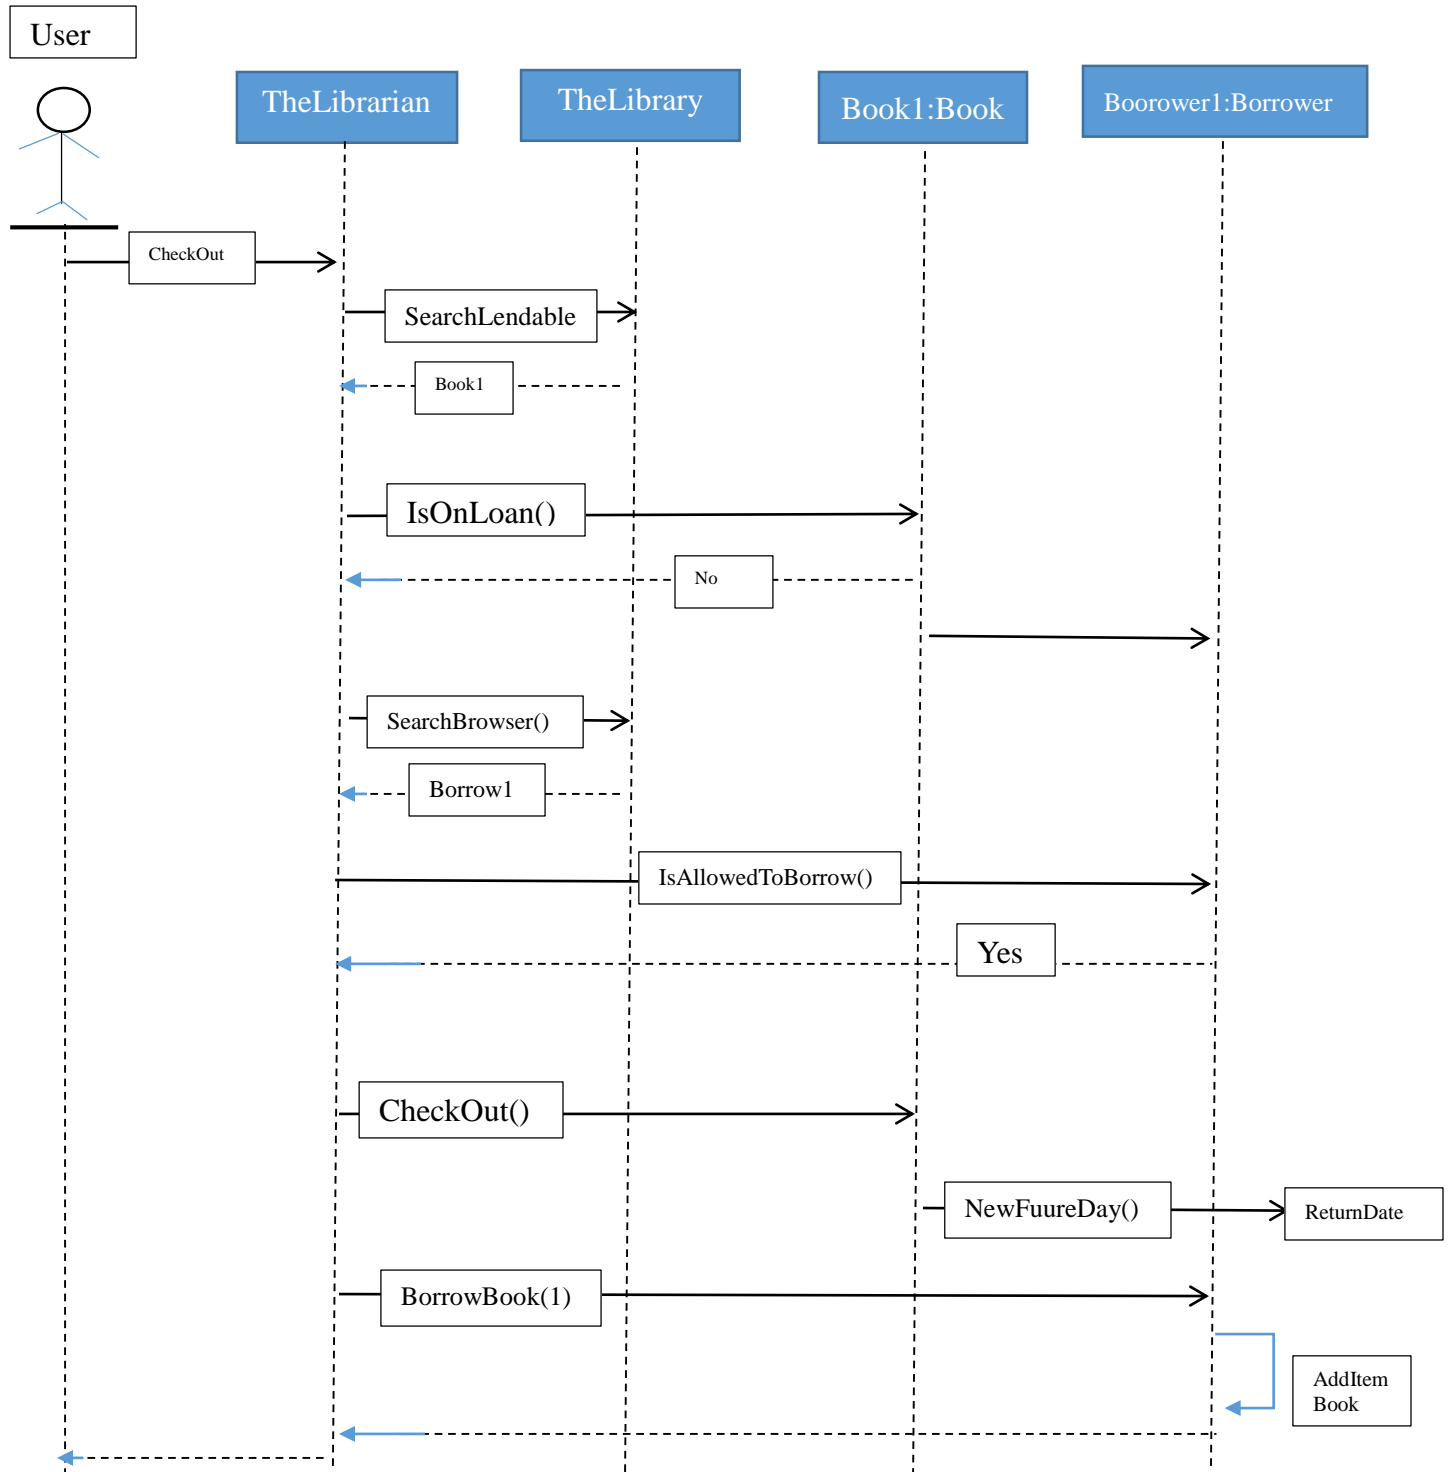 User
TheLibrarian
TheLibrary
Book1:Book
Boorower1:Borrower
CheckOut
SearchLendable
Book1
IsOnLoan()
No
SearchBrowser()
Borrow1
IsAllowedToBorrow()
Yes
CheckOut()
NewFuureDay()
ReturnDate
BorrowBook(1)
AddItem
Book